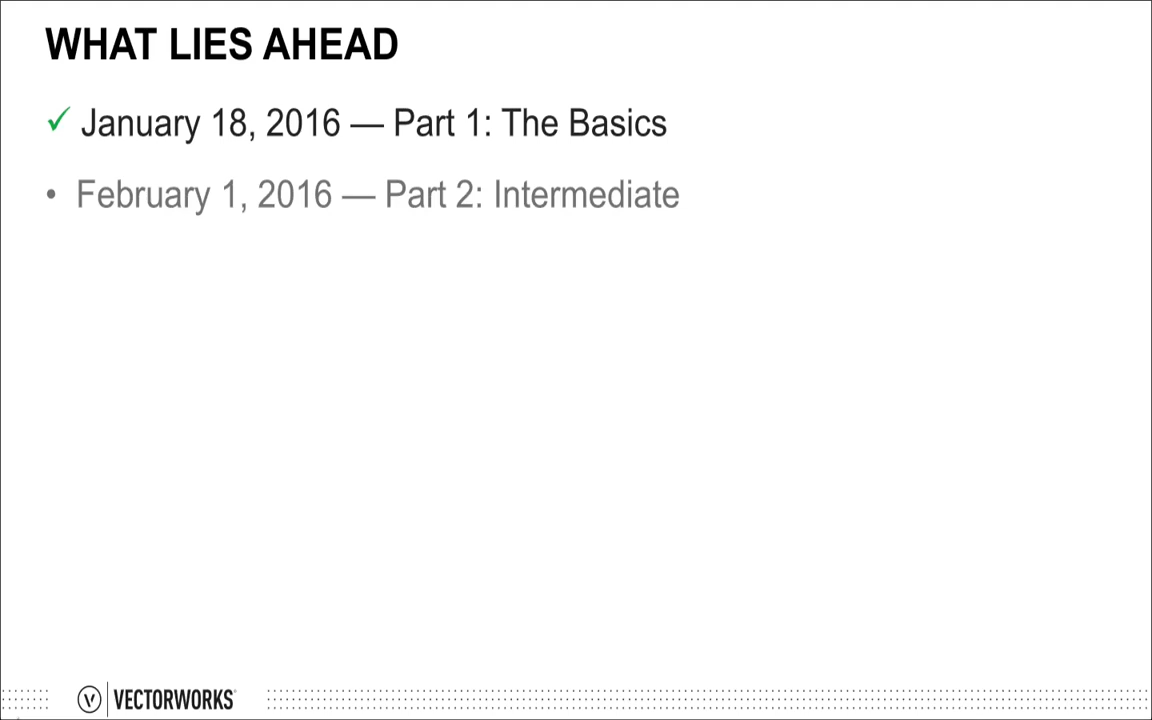 WHAT LIES AHEAD
✓ January 18, 2016 — Part 1: The Basics
• February 1, 2016 — Part 2: Intermediate
VECTORWORKS